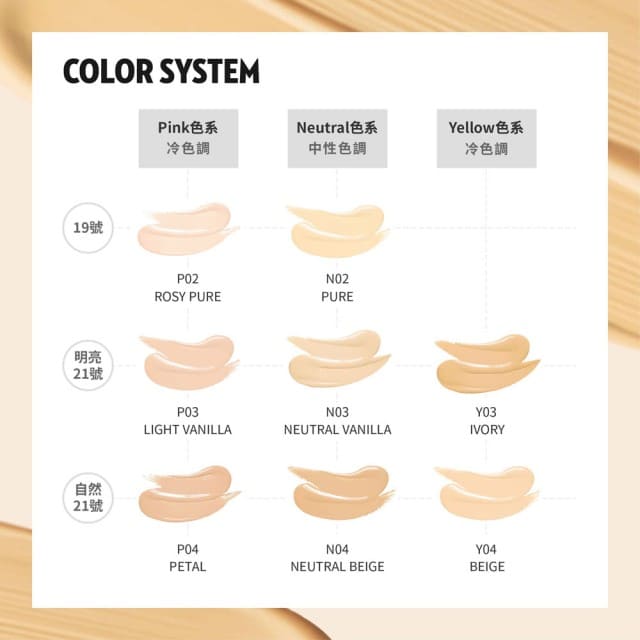 COLOR SYSTEM
Pink色系
冷色調
Neutral色系
中性色調
Yellow色系
冷色調
19號
P02
ROSY PURE
N02
PURE
明亮
21號
P03
LIGHT VANILLA
N03
NEUTRAL VANILLA
Y03
IVORY
自然
21號
P04
PETAL
N04
NEUTRAL BEIGE
Y04
BEIGE